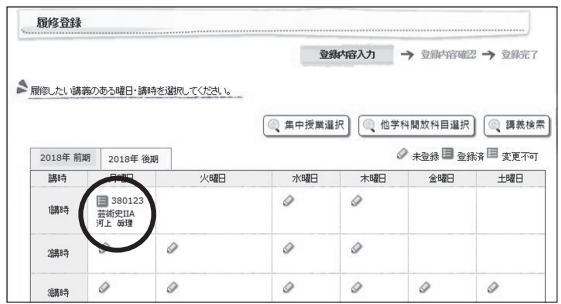 履修登録
登録内容入力 → 登録内容確認 → 登録完了
履修したい講義のある曜日・講時を選択してください。
集中授業選択 他学科開放科目選択 講義検索
2018年 前期 2018年 後期 未登録 登録済 変更不可
講時 月曜日 火曜日 水曜日 木曜日 金曜日 土曜日
1講時 380123
芸術史IIA
河上
2講時
3講時